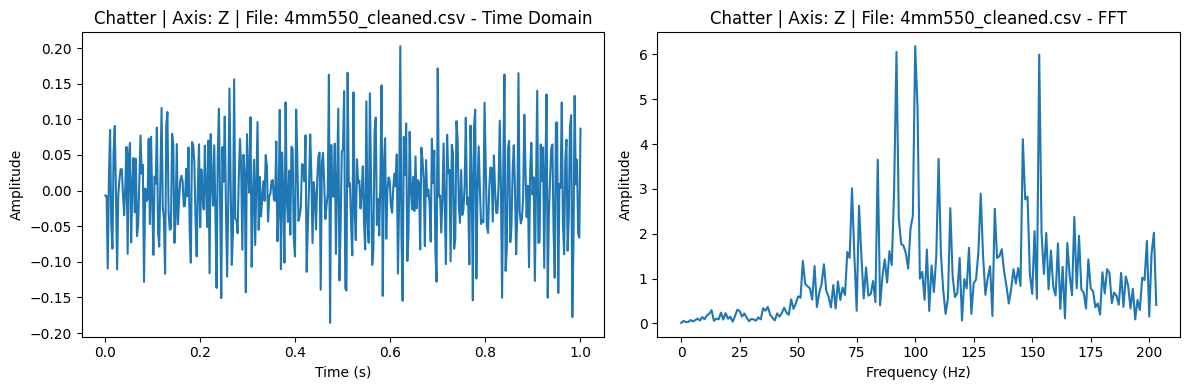 Chatter | Axis: Z | File: 4mm550_cleaned.csv - Time Domain
Amplitude
0.20
0.15
0.10
0.05
0.00
−0.05
−0.10
−0.15
−0.20
0.0 0.2 0.4 0.6 0.8 1.0
Time (s)
Chatter | Axis: Z | File: 4mm550_cleaned.csv - FFT
Amplitude
6
5
4
3
2
1
0
0 25 50 75 100 125 150 175 200
Frequency (Hz)